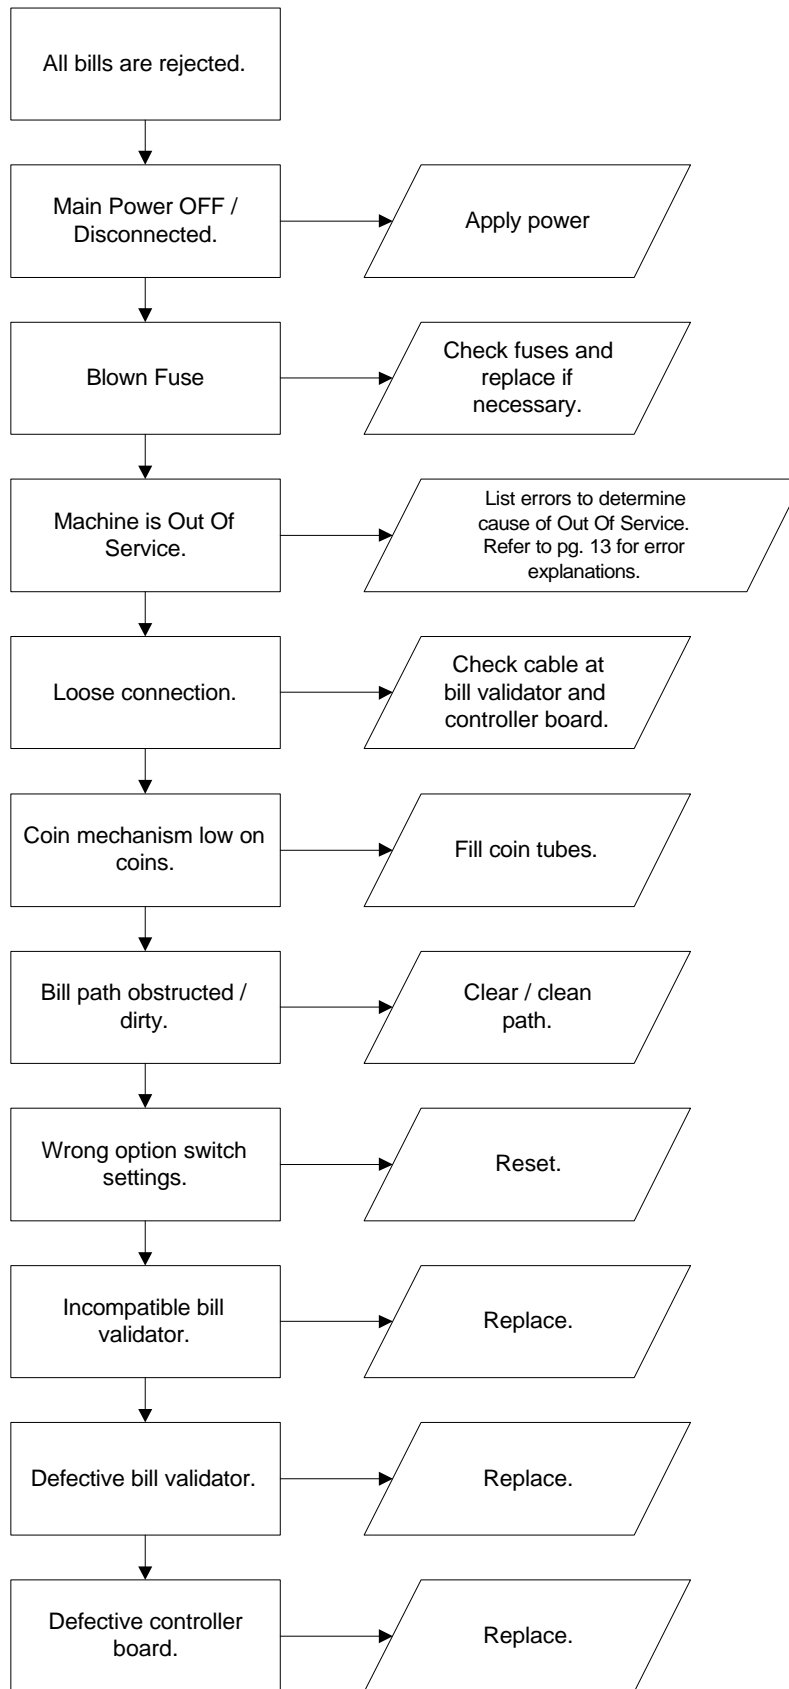 All bills are rejected.
Main Power OFF /
Disconnected.
Apply power
Blown Fuse
Check fuses and
replace if
necessary.
Machine is Out Of
Service.
List errors to determine
cause of Out Of Service.
Refer to pg. 13 for error
explanations.
Loose connection.
Check cable at
bill validator and
controller board.
Coin mechanism low on
coins.
Fill coin tubes.
Bill path obstructed /
dirty.
Clear / clean
path.
Wrong option switch
settings.
Reset.
Incompatible bill
validator.
Replace.
Defective bill validator.
Replace.
Defective controller
board.
Replace.